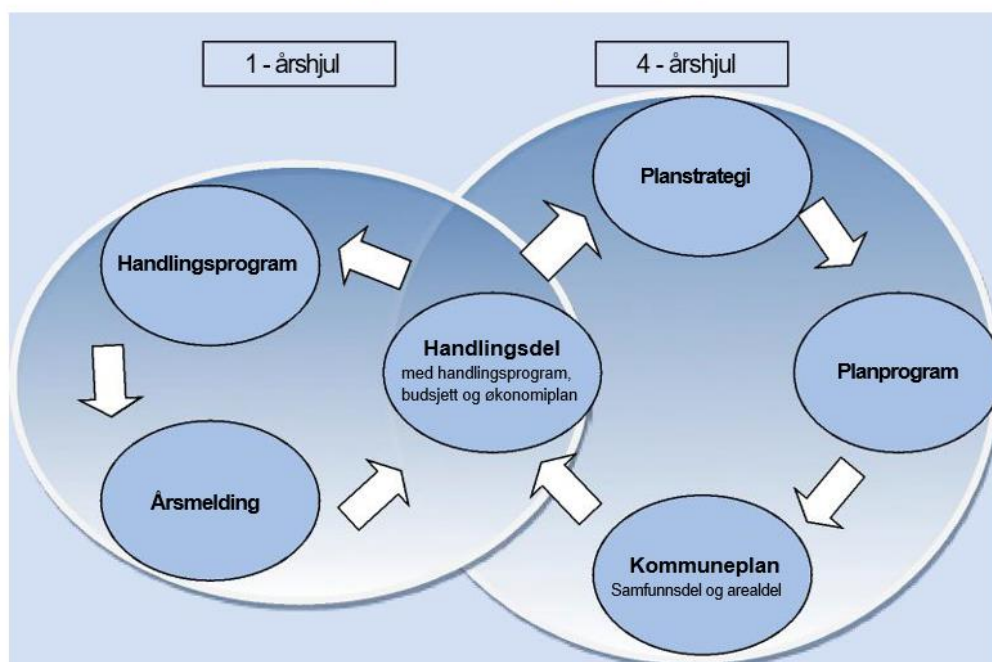 1 - årshjul
4 - årshjul
Planstrategi
Handlingsprogram
Handlingsdel
med handlingsprogram,
budsjett og økonomiplan
Planprogram
Årsmelding
Kommuneplan
Samfunnsdel og arealdel